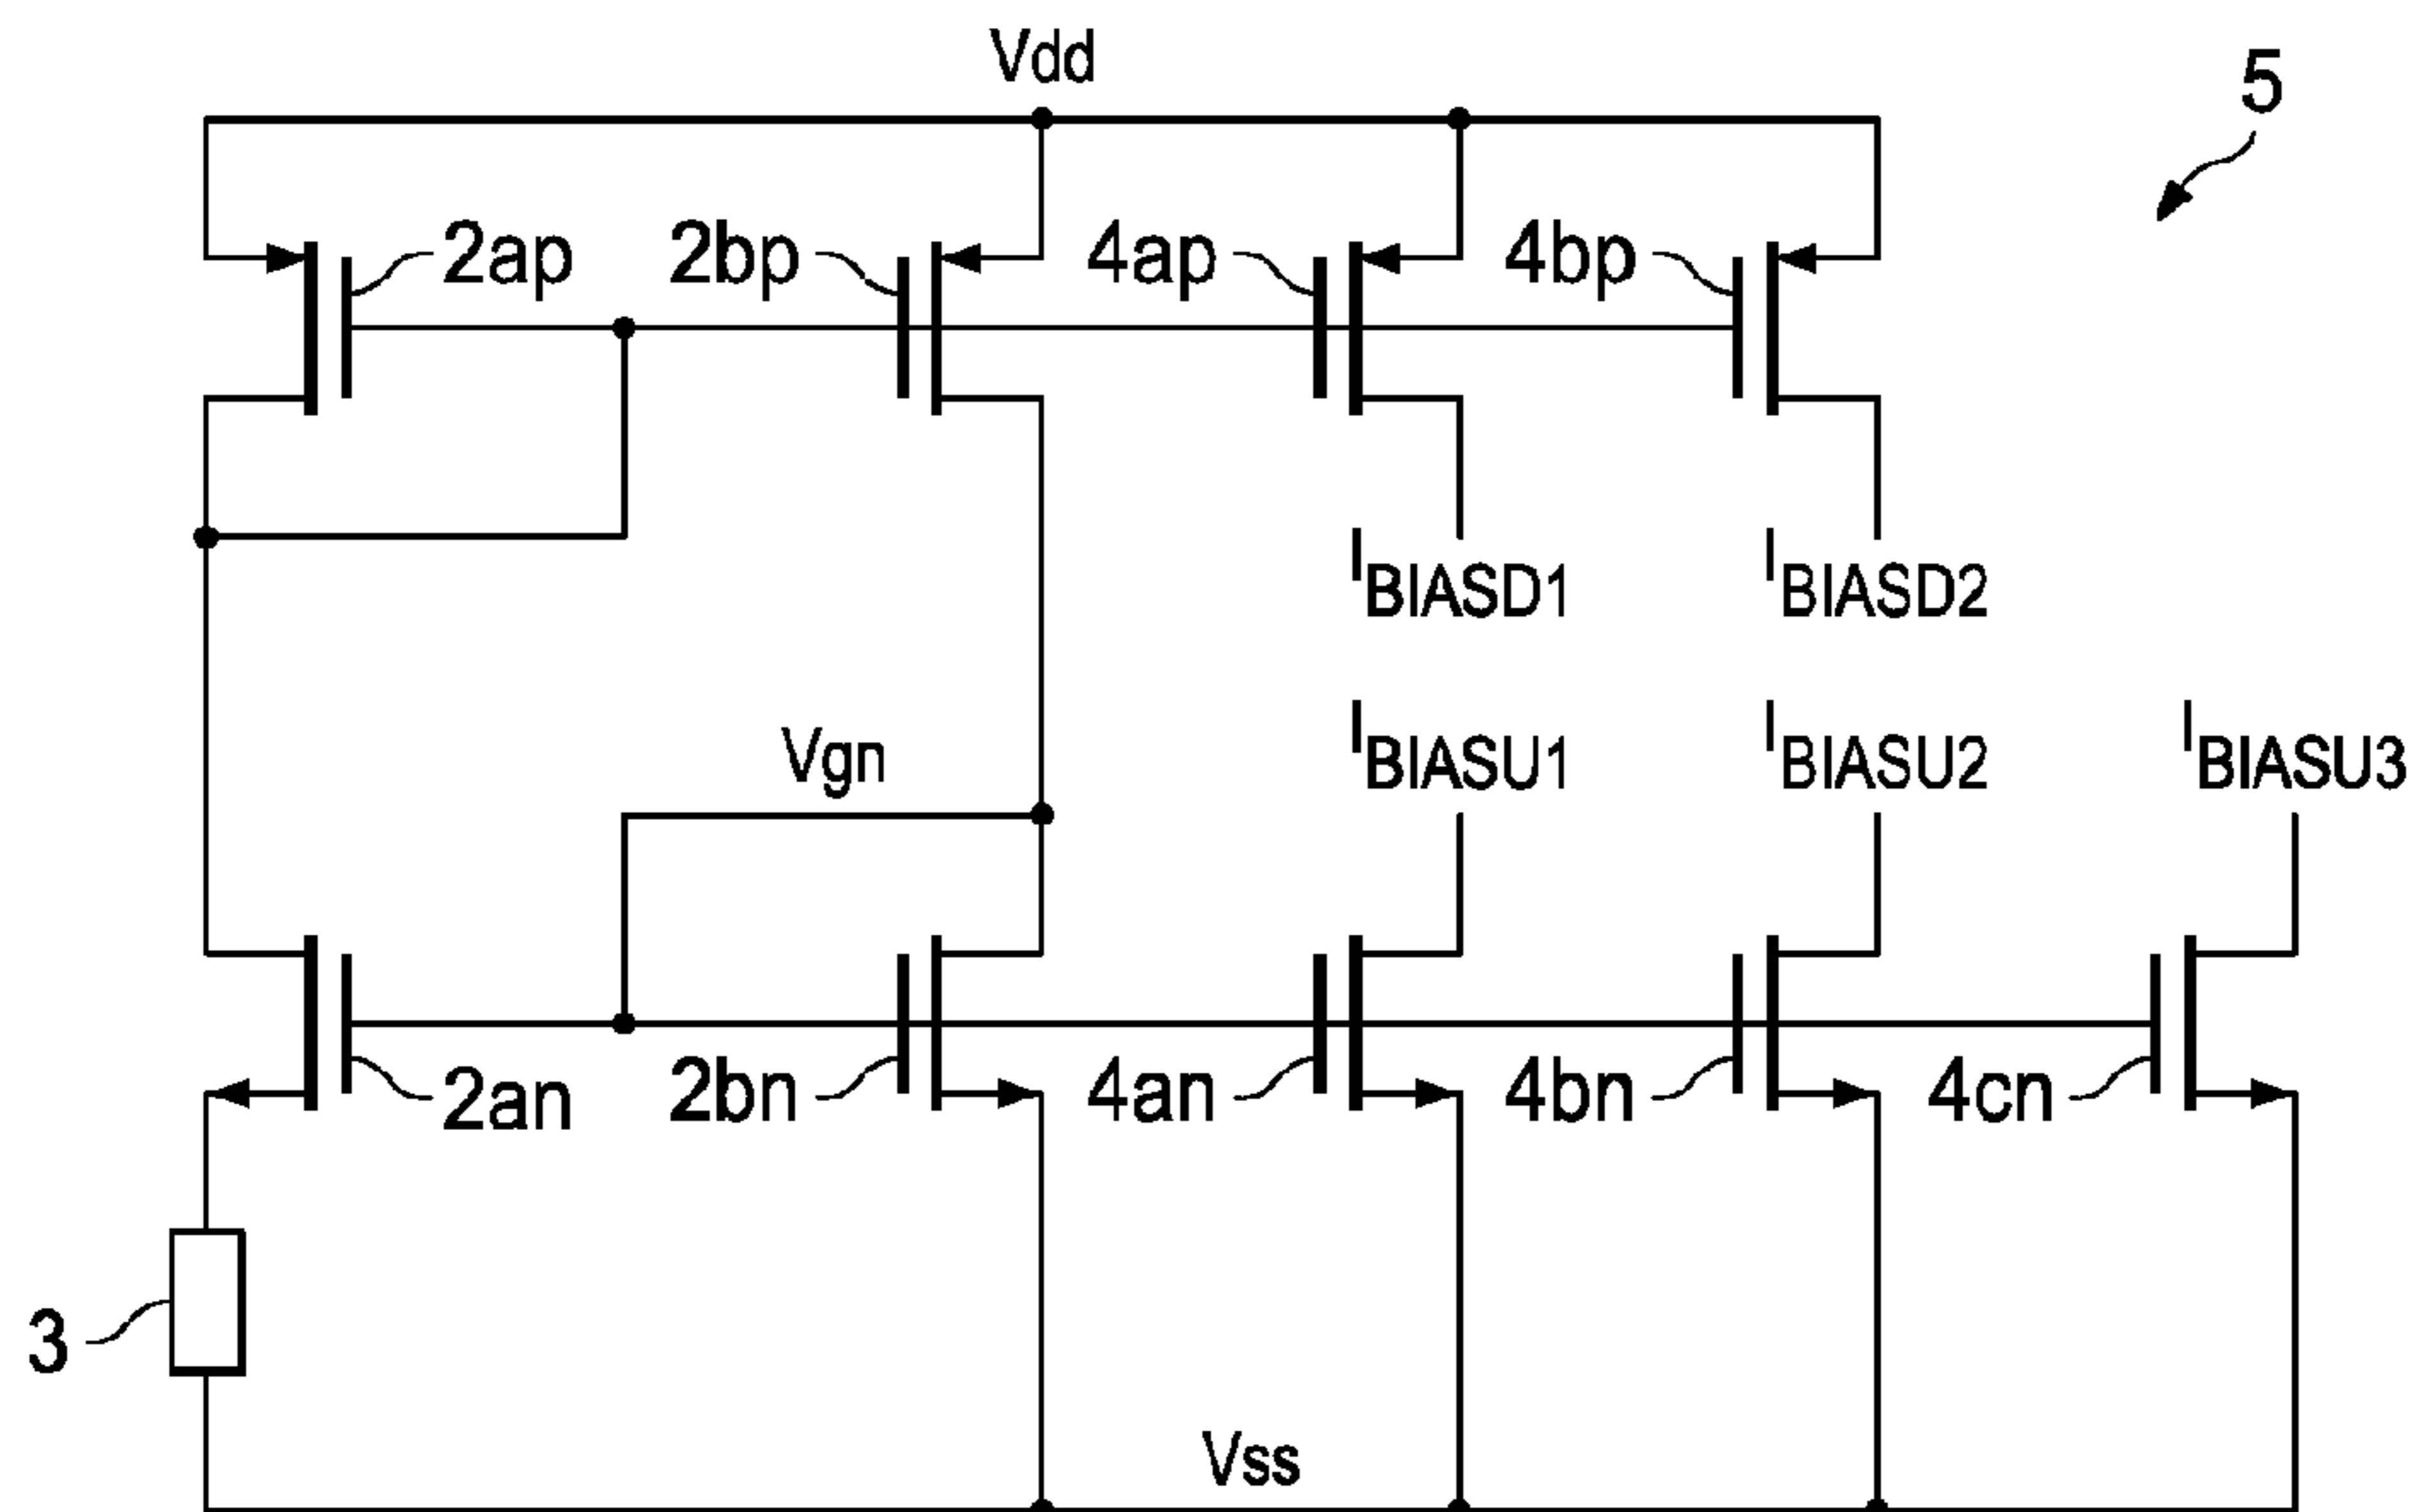 Vdd
5
2ap
2bp
4ap
4bp
IBIASD1
IBIASD2
Vgn
IBIASU1
IBIASU2
IBIASU3
2an
2bn
4an
4bn
4cn
3
Vss